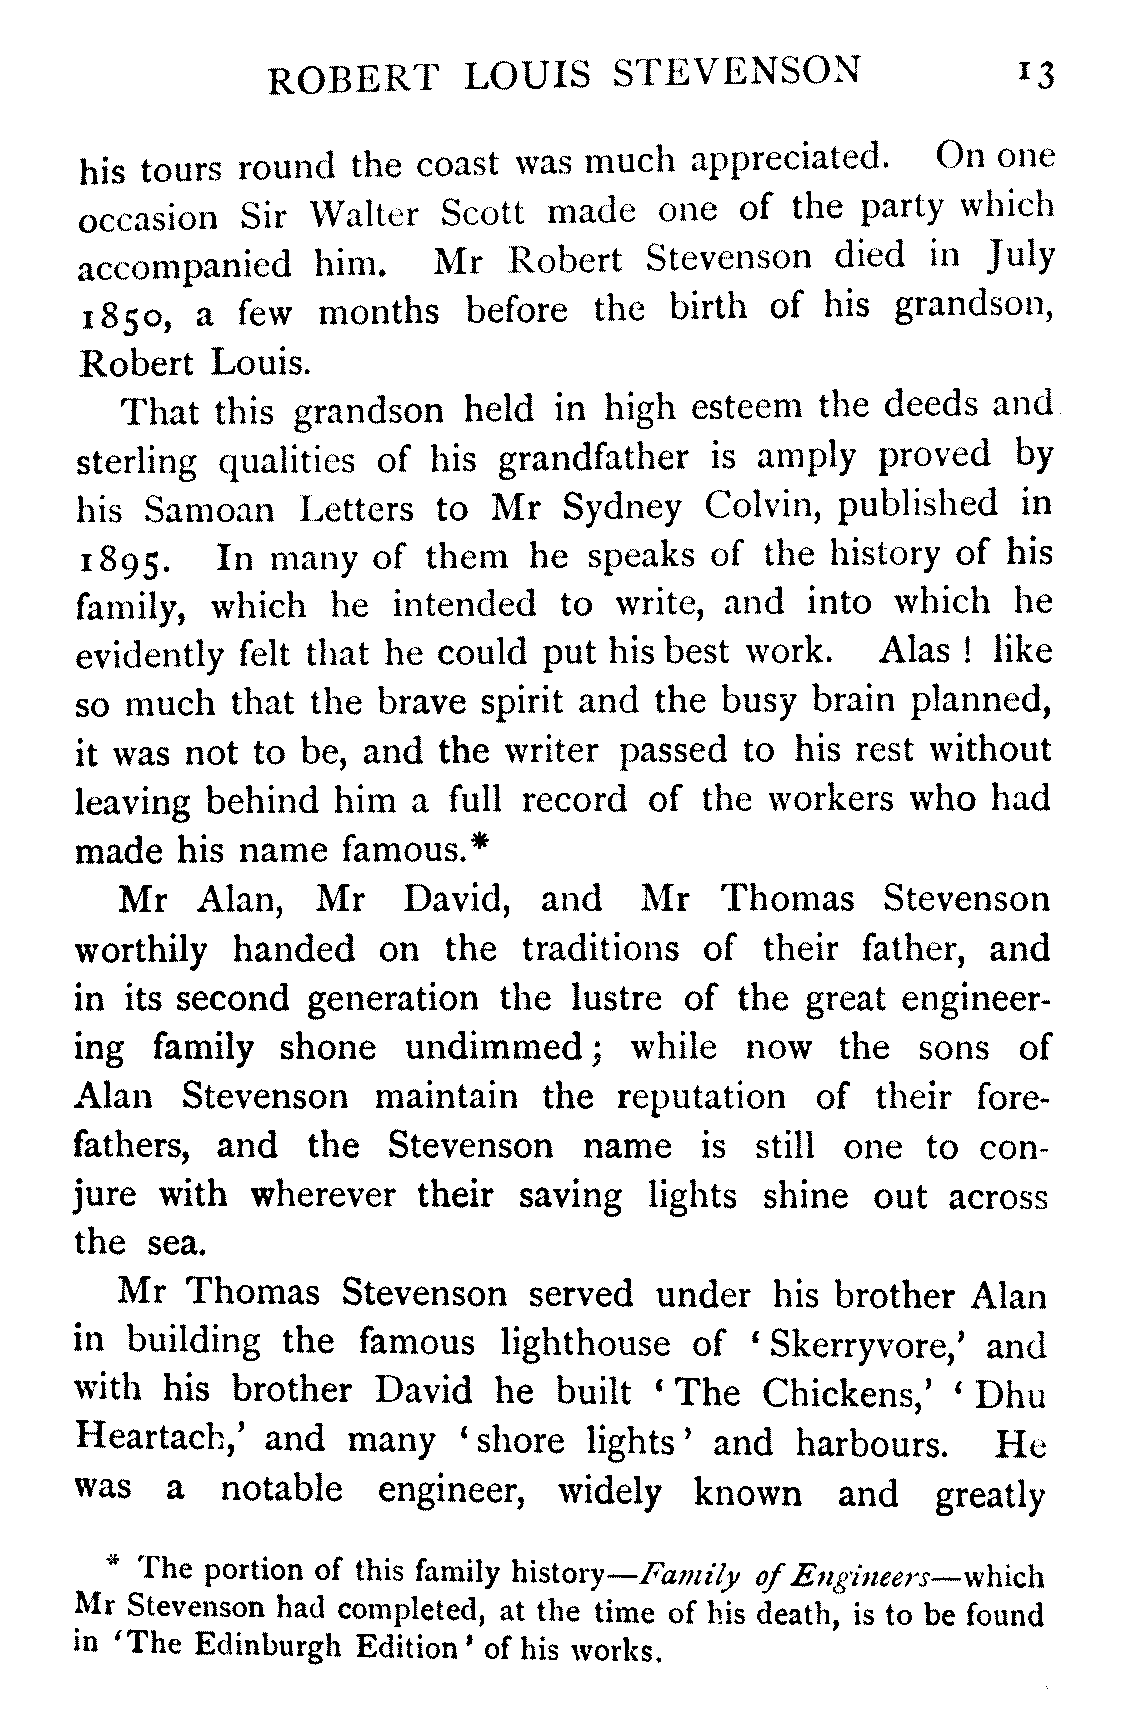 ROBERT LOUIS STEVENSON 13
his tours round the coast was much appreciated. On one
occasion Sir Walter Scott made one of the party which
accompanied him. Mr Robert Stevenson died in July
1850, a few months before the birth of his grandson,
Robert Louis.
That this grandson held in high esteem the deeds and
sterling qualities of his grandfather is amply proved by
his Samoan Letters to Mr Sydney Colvin, published in
1895. In many of them he speaks of the history of his
family, which he intended to write, and into which he
evidently felt that he could put his best work. Alas ! like
so much that the brave spirit and the busy brain planned,
it was not to be, and the writer passed to his rest without
leaving behind him a full record of the workers who had
made his name famous.*
Mr Alan, Mr David, and Mr Thomas Stevenson
worthily handed on the traditions of their father, and
in its second generation the lustre of the great engineer-
ing family shone undimmed ; while now the sons of
Alan Stevenson maintain the reputation of their fore-
fathers, and the Stevenson name is still one to con-
jure with wherever their saving lights shine out across
the sea.
Mr Thomas Stevenson served under his brother Alan
in building the famous lighthouse of ‘ Skerryvore,’ and
with his brother David he built ‘ The Chickens,’ ‘ Dhu
Heartach,’ and many ‘ shore lights ’ and harbours. He
was a notable engineer, widely known and greatly
* The portion of this family history—Family of Engineers—which
Mr Stevenson had completed, at the time of his death, is to be found
in ‘The Edinburgh Edition ’ of his works.